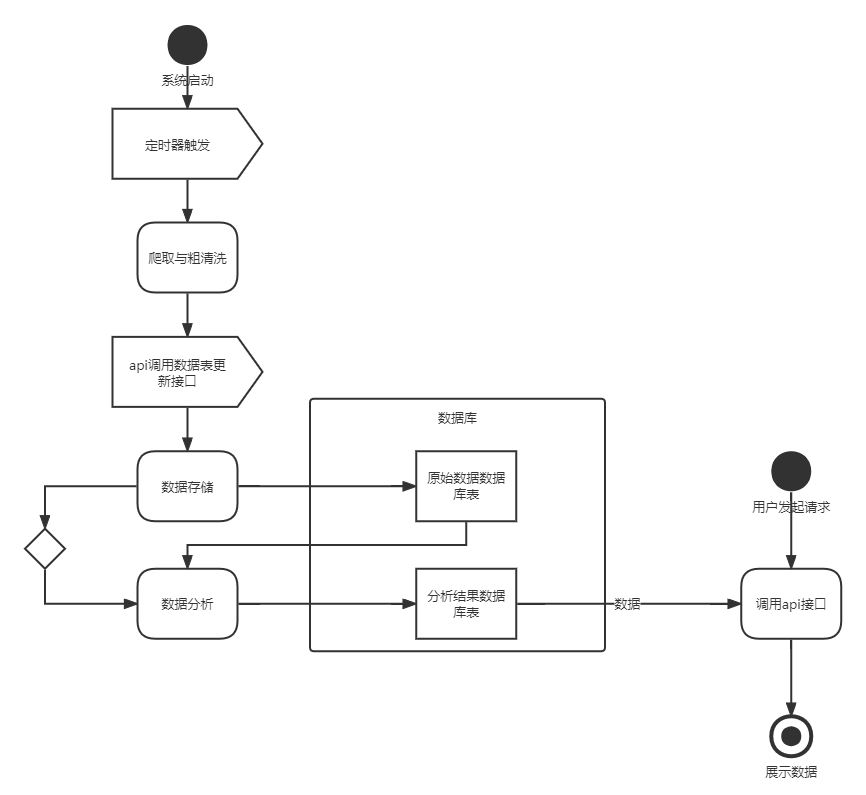 系统启动
定时器触发
爬取与粗清洗
api调用数据表更
新接口
数据库
数据存储
原始数据数据
库表
用户发起请求
数据分析
分析结果数据
库表
数据
调用api接口
展示数据